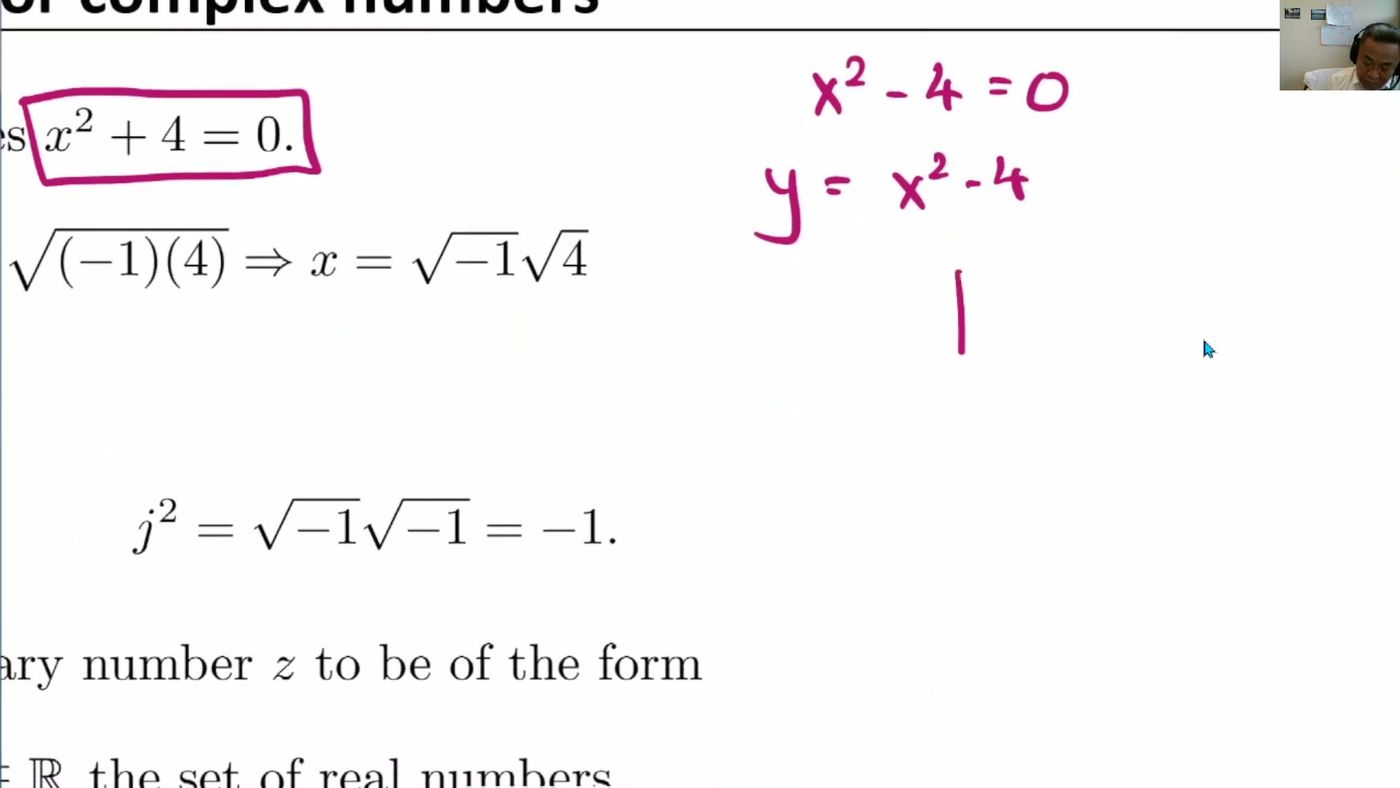 or complex numbers
es x² + 4 = 0.
√(−1)(4) ⇒ x = √−1√4
x² - 4 = 0
y = x² - 4
j² = √−1√−1 = −1.
ary number z to be of the form
ℝ the set of real numbers